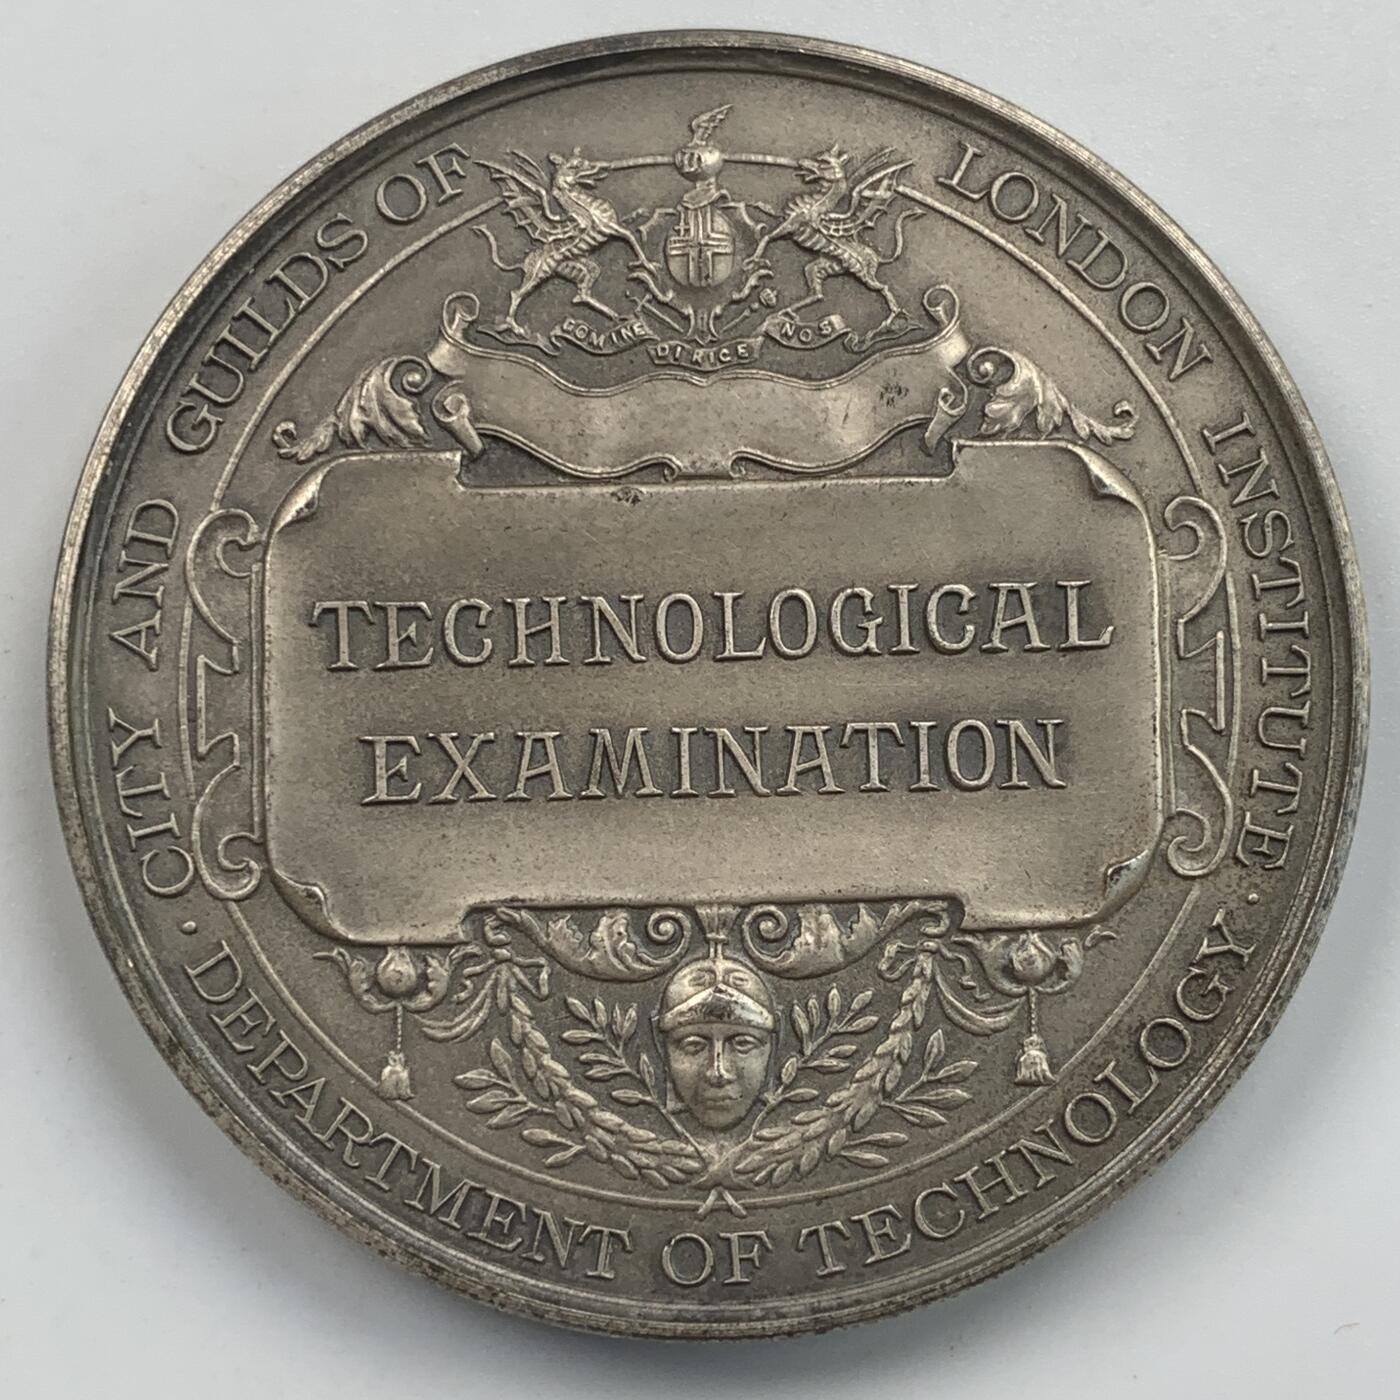 CITY AND GUILDS OF LONDON INSTITUTE ·
DOMINE DIRIGE NOS
TECHNOLOGICAL
EXAMINATION
DEPARTMENT OF TECHNOLOGY ·